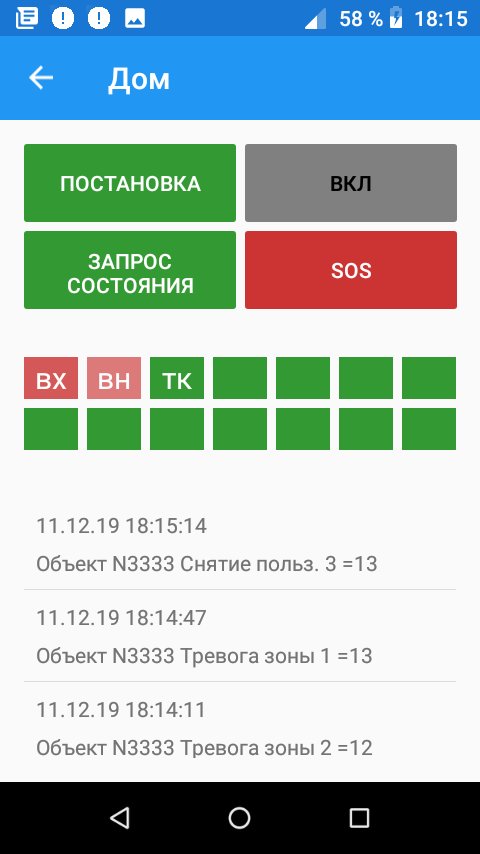 58 % 18:15
Дом
ПОСТАНОВКА
ВКЛ
ЗАПРОС
СОСТОЯНИЯ
SOS
ВХ ВН ТК
11.12.19 18:15:14
Объект N3333 Снятие польз. 3 =13
11.12.19 18:14:47
Объект N3333 Тревога зоны 1 =13
11.12.19 18:14:11
Объект N3333 Тревога зоны 2 =12